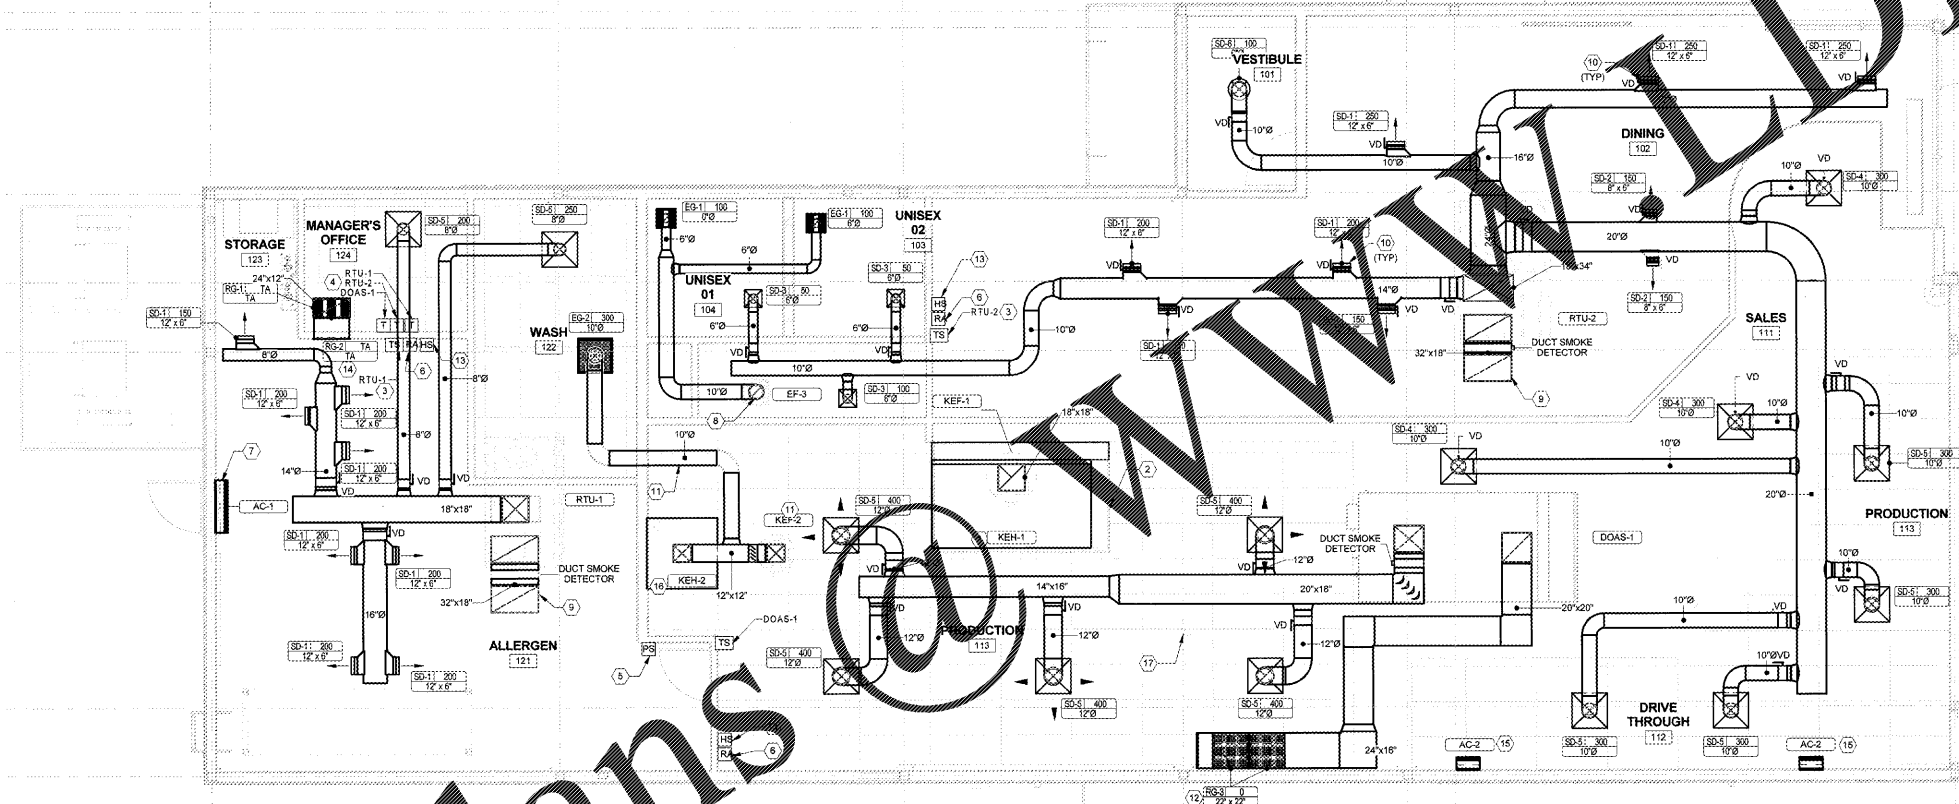 SD-6 100
VESTIBULE
101
VD
10"Ø
SD-1 250
12" x 6"
10
(TYP)
VD
SD-1 250
12" x 6"
VD
SD-1 250
12" x 6"
VD
10"Ø
16"Ø
DINING
102
10"Ø
VD
SD-4 300
10"Ø
SD-2 150
8" x 6"
VD
VD
24"Ø
20"Ø
SD-2 150
8" x 6"
STORAGE
123
MANAGER'S
OFFICE
124
SD-5 200
8"Ø
SD-5 250
8"Ø
24"x12"
RG-1 TA
TA
4
RTU-1
RTU-2
DOAS-1
T
T
TS RA HS
13
SD-1 150
12" x 6"
8"Ø
RG-2 TA
TA
14
RTU-1
3
6
8"Ø
8"Ø
SD-1 200
12" x 6"
SD-1 200
12" x 6"
SD-1 200
12" x 6"
14"Ø
VD
VD
VD
7
AC-1
18"x18"
RTU-1
VD
SD-1 200
12" x 6"
SD-1 200
12" x 6"
DUCT SMOKE
DETECTOR
32"x18"
9
16"Ø
SD-1 200
12" x 6"
SD-1 200
12" x 6"
ALLERGEN
121
WASH
122
EG-2 300
10"Ø
EG-1 100
6"Ø
EG-1 100
6"Ø
6"Ø
6"Ø
UNISEX
02
103
UNISEX
01
104
SD-3 50
6"Ø
SD-3 50
6"Ø
6"Ø
6"Ø
VD
VD
10"Ø
10"Ø
8
EF-3
SD-3 100
6"Ø
13
HS
RA
TS
6
RTU-2 3
10"Ø
SD-1 200
12" x 6"
SD-1 200
12" x 6"
10
(TYP)
14"Ø
VD
150
RTU-2
32"x18"
DUCT SMOKE
DETECTOR
9
SALES
111
KEF-1
18"x18"
2
KEH-1
10"Ø
11
11
KEF-2
KEH-2
16
12"x12"
SD-5 400
12"Ø
VD
SD-5 400
12"Ø
VD
12"Ø
14"x16"
20"x18"
DUCT SMOKE
DETECTOR
DOAS-1
20"x20"
VD
12"Ø
SD-5 400
12"Ø
VD
12"Ø
SD-5 400
12"Ø
VD
12"Ø
SD-5 400
12"Ø
PRODUCTION
113
17
DOAS-1
TS
PS
5
HS
RA
6
24"x16"
12
RG-3 0
22" x 22"
SD-4 300
10"Ø
VD
10"Ø
SD-4 300
10"Ø
VD
10"Ø
VD
10"Ø
SD-5 300
10"Ø
20"Ø
PRODUCTION
113
10"Ø
VD
VD
SD-5 300
10"Ø
10"Ø
VD
10"Ø
VD
DRIVE
THROUGH
112
SD-5 300
10"Ø
SD-5 300
10"Ø
AC-2 15
AC-2 15